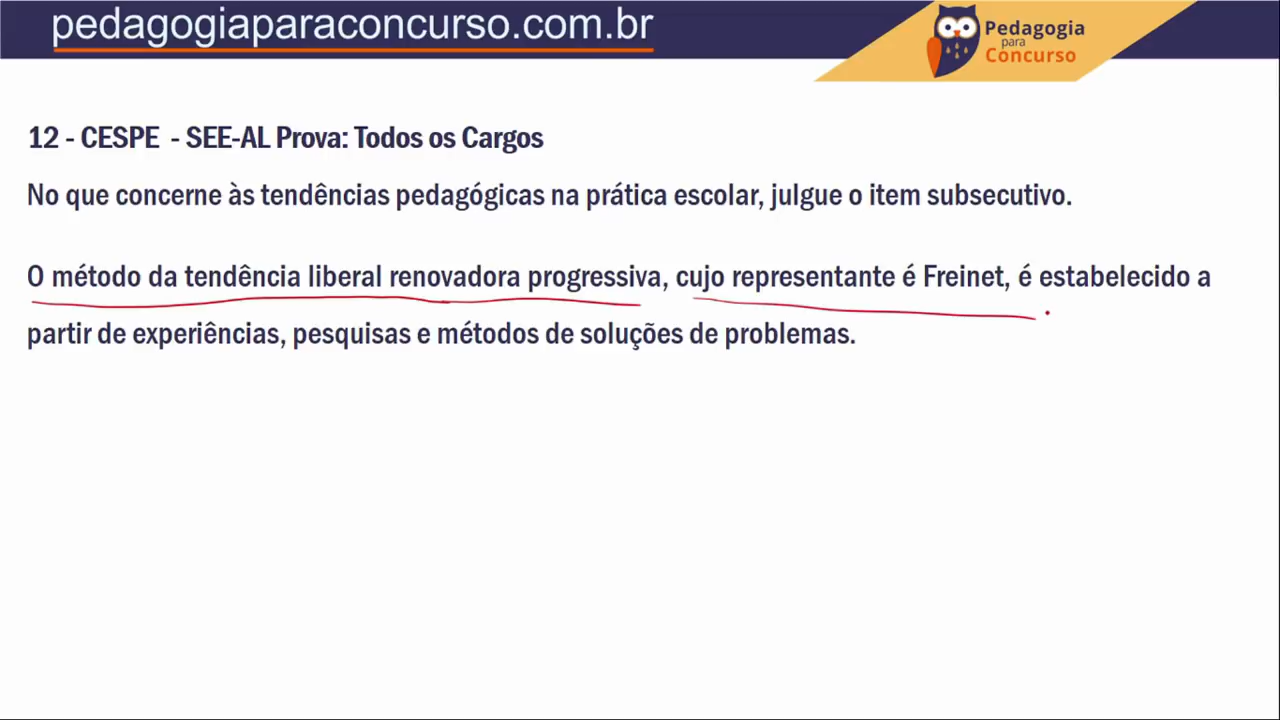 pedagogiaparaconcurso.com.br
Pedagogia
para
Concurso
12 - CESPE - SEE-AL Prova: Todos os Cargos
No que concerne às tendências pedagógicas na prática escolar, julgue o item subsecutivo.
O método da tendência liberal renovadora progressiva, cujo representante é Freinet, é estabelecido a
partir de experiências, pesquisas e métodos de soluções de problemas.